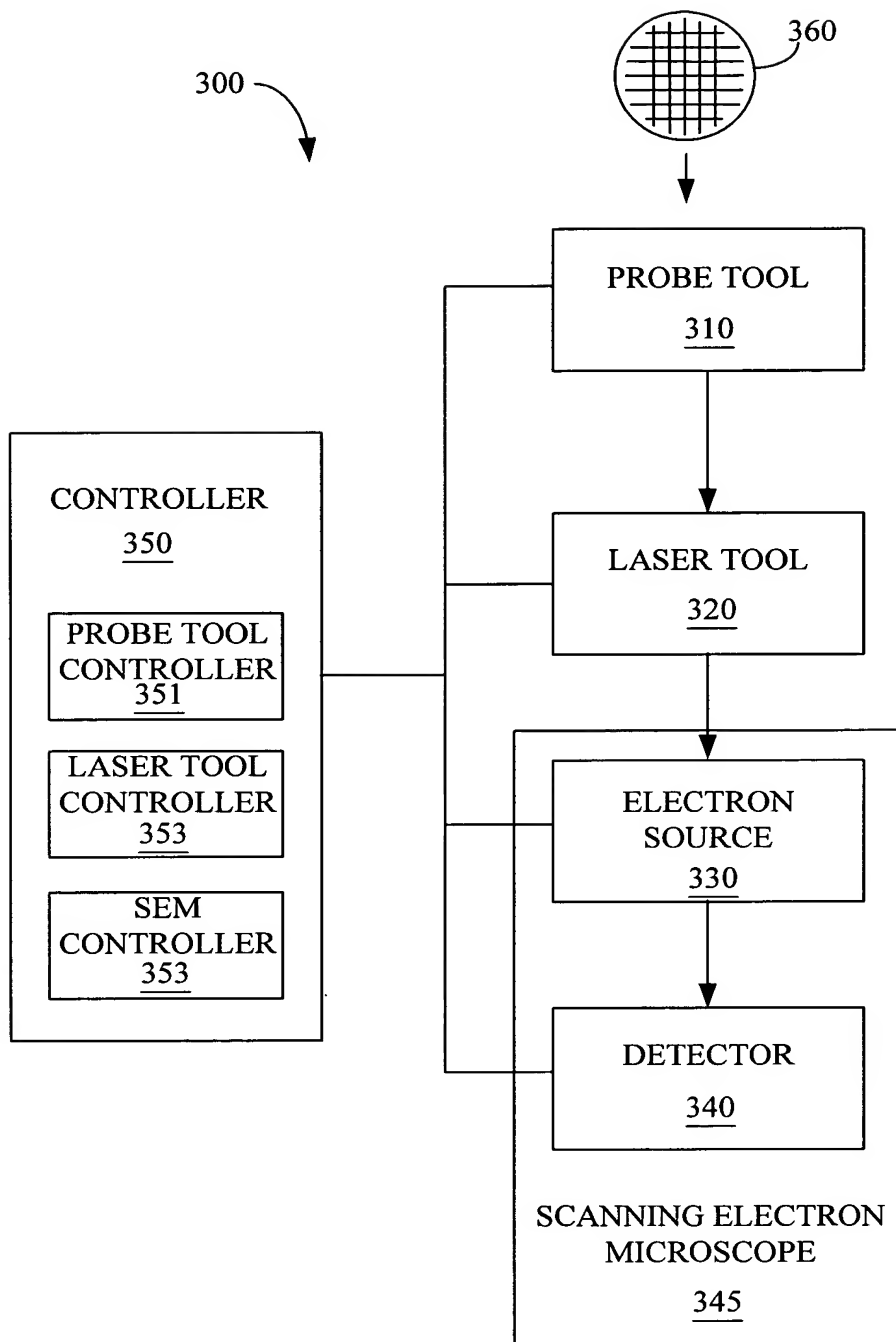 360
300
PROBE TOOL
310
CONTROLLER
350
LASER TOOL
320
PROBE TOOL
CONTROLLER
351
LASER TOOL
CONTROLLER
353
SEM
CONTROLLER
353
ELECTRON
SOURCE
330
DETECTOR
340
SCANNING ELECTRON
MICROSCOPE
345